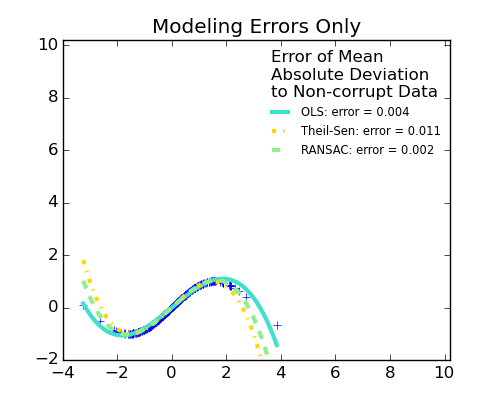 Modeling Errors Only
Error of Mean
Absolute Deviation
to Non-corrupt Data
OLS: error = 0.004
Theil-Sen: error = 0.011
RANSAC: error = 0.002
10
8
6
4
2
0
−2
−4 −2 0 2 4 6 8 10